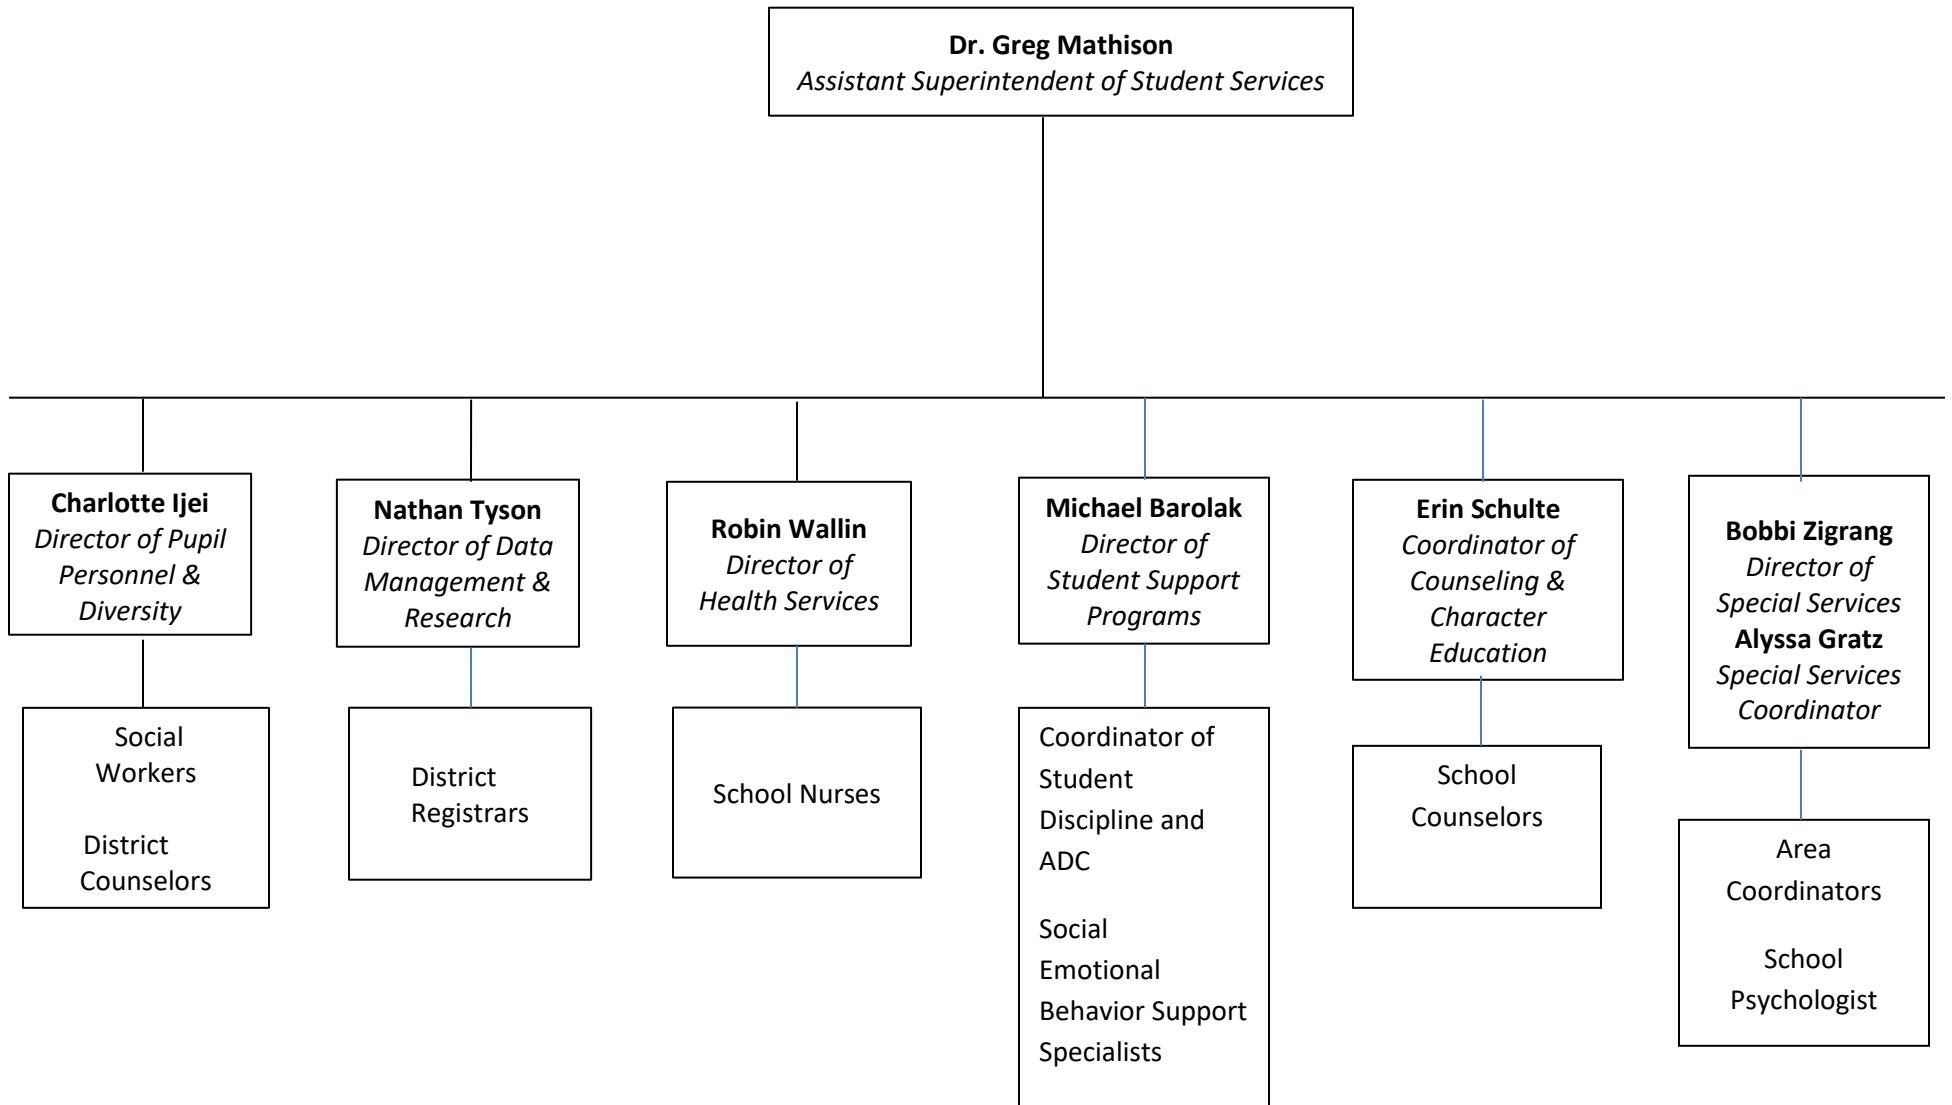 Dr. Greg Mathison
Assistant Superintendent of Student Services
Charlotte Ijei
Director of Pupil
Personnel &
Diversity
Nathan Tyson
Director of Data
Management &
Research
Robin Wallin
Director of
Health Services
Michael Barolak
Director of
Student Support
Programs
Erin Schulte
Coordinator of
Counseling &
Character
Education
Bobbi Zigrang
Director of
Special Services
Alyssa Gratz
Special Services
Coordinator
Social
Workers
District
Counselors
District
Registrars
School Nurses
Coordinator of
Student
Discipline and
ADC
Social
Emotional
Behavior Support
Specialists
School
Counselors
Area
Coordinators
School
Psychologist